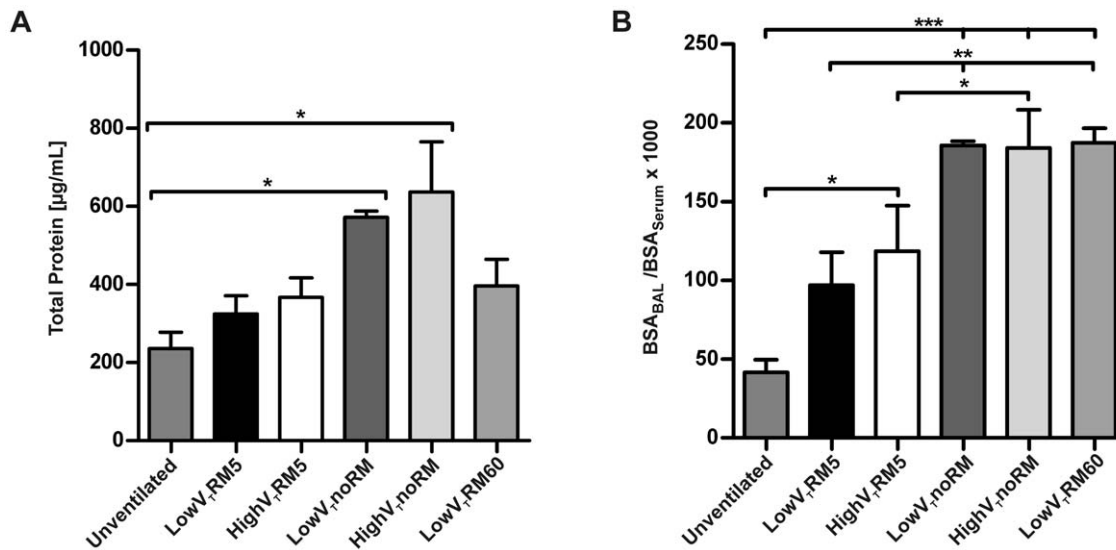 A
Total Protein [µg/mL]
1000
800
600
400
200
0
*
*
Unventilated
LowVTRM5
HighVTRM5
LowVTnoRM
HighVTnoRM
LowVTRM60
B
BSABAL /BSASerum x 1000
250
200
150
100
50
0
***
**
*
*
Unventilated
LowVTRM5
HighVTRM5
LowVTnoRM
HighVTnoRM
LowVTRM60